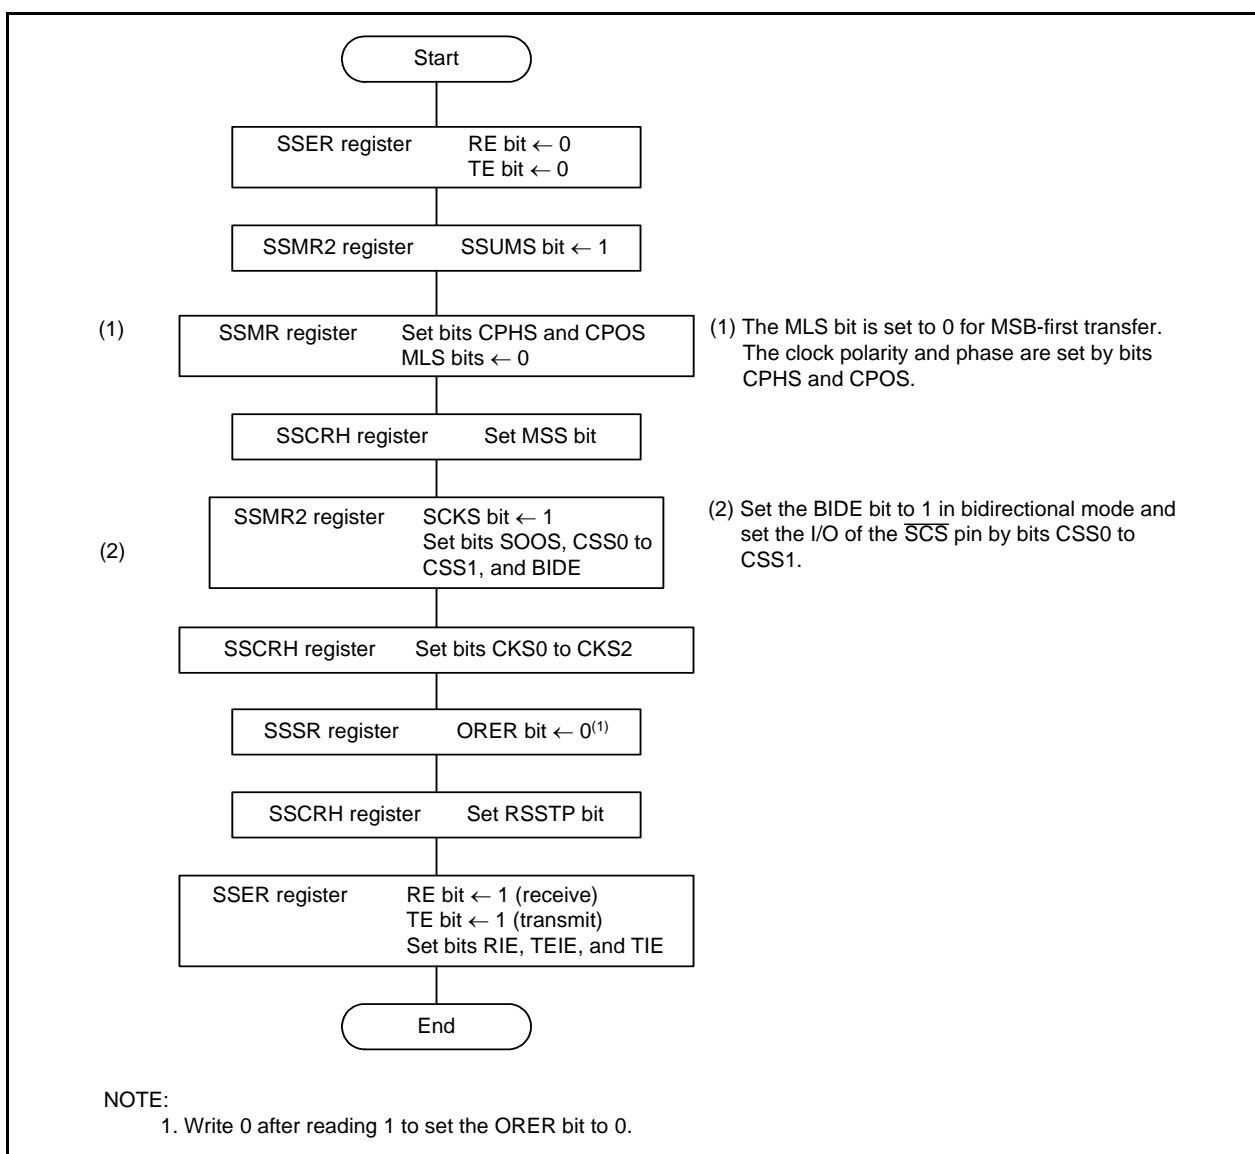 Start
SSER register RE bit ← 0
TE bit ← 0
SSMR2 register SSUMS bit ← 1
(1)
SSMR register Set bits CPHS and CPOS
MLS bits ← 0
(1) The MLS bit is set to 0 for MSB-first transfer.
The clock polarity and phase are set by bits
CPHS and CPOS.
SSCRH register Set MSS bit
(2)
SSMR2 register SCKS bit ← 1
Set bits SOOS, CSS0 to
CSS1, and BIDE
(2) Set the BIDE bit to 1 in bidirectional mode and
set the I/O of the S̅C̅S̅ pin by bits CSS0 to
CSS1.
SSCRH register Set bits CKS0 to CKS2
SSSR register ORER bit ← 0(1)
SSCRH register Set RSSTP bit
SSER register RE bit ← 1 (receive)
TE bit ← 1 (transmit)
Set bits RIE, TEIE, and TIE
End
NOTE:
1. Write 0 after reading 1 to set the ORER bit to 0.